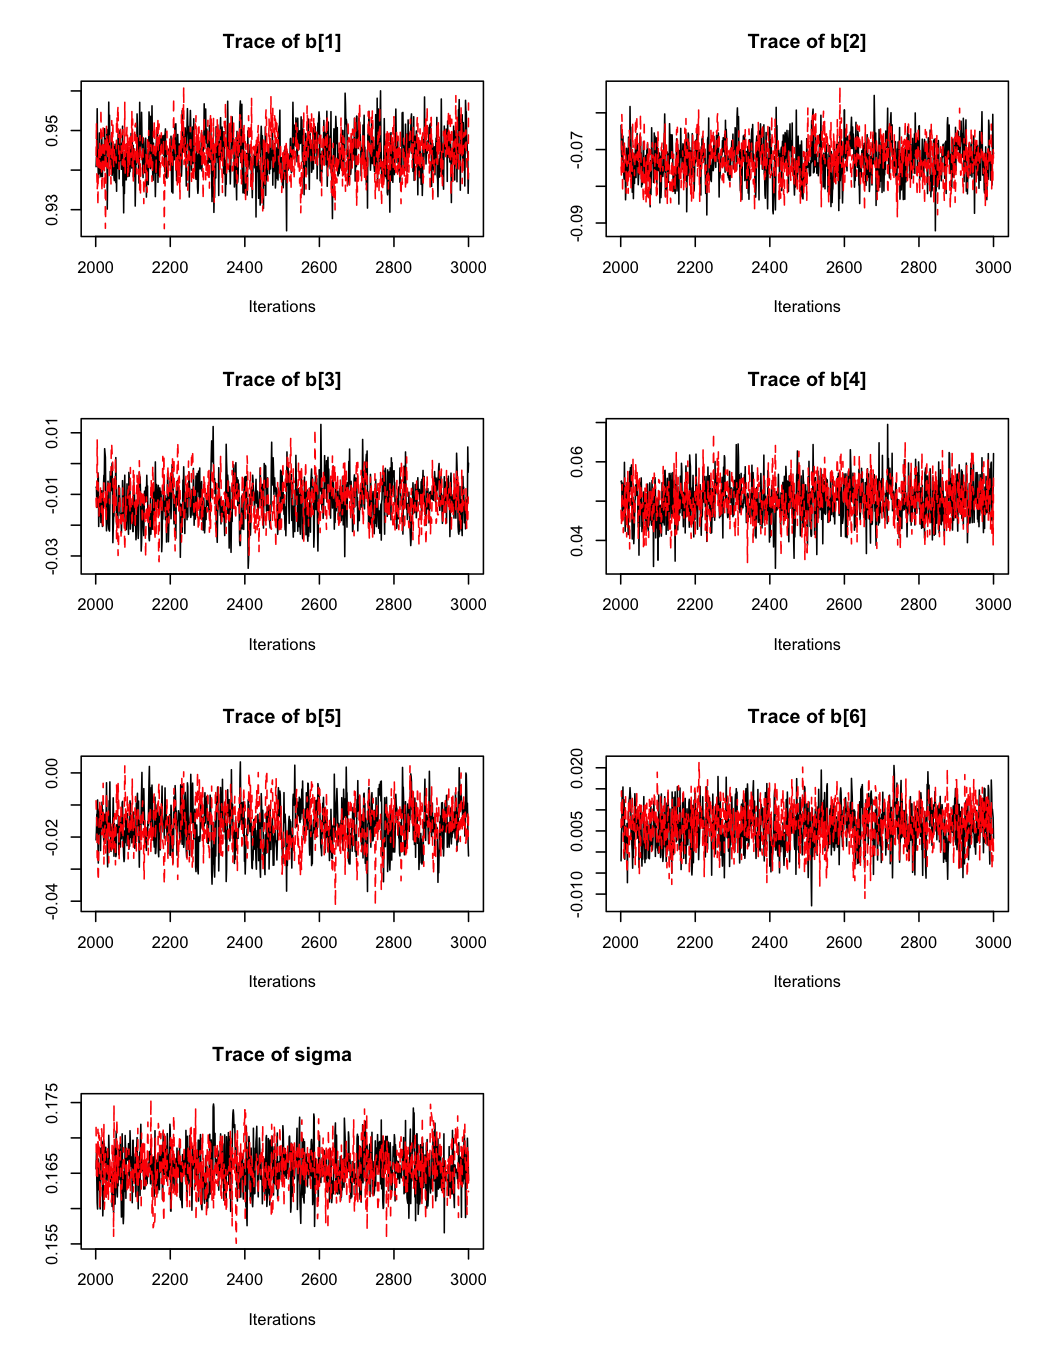 Trace of b[1]
0.95
0.93
2000 2200 2400 2600 2800 3000
Iterations
Trace of b[2]
-0.07
-0.09
2000 2200 2400 2600 2800 3000
Iterations
Trace of b[3]
0.01
-0.01
-0.03
2000 2200 2400 2600 2800 3000
Iterations
Trace of b[4]
0.06
0.04
2000 2200 2400 2600 2800 3000
Iterations
Trace of b[5]
0.00
-0.02
-0.04
2000 2200 2400 2600 2800 3000
Iterations
Trace of b[6]
0.020
0.005
-0.010
2000 2200 2400 2600 2800 3000
Iterations
Trace of sigma
0.175
0.165
0.155
2000 2200 2400 2600 2800 3000
Iterations